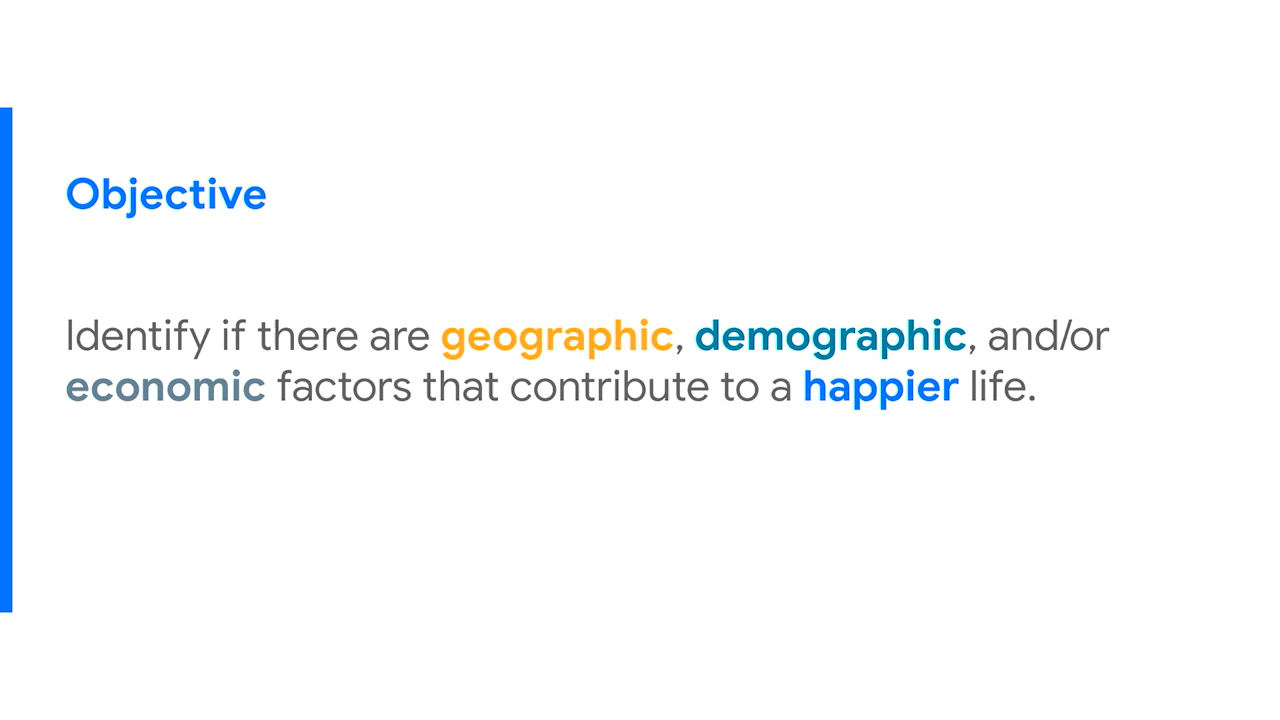 Objective
Identify if there are geographic, demographic, and/or
economic factors that contribute to a happier life.